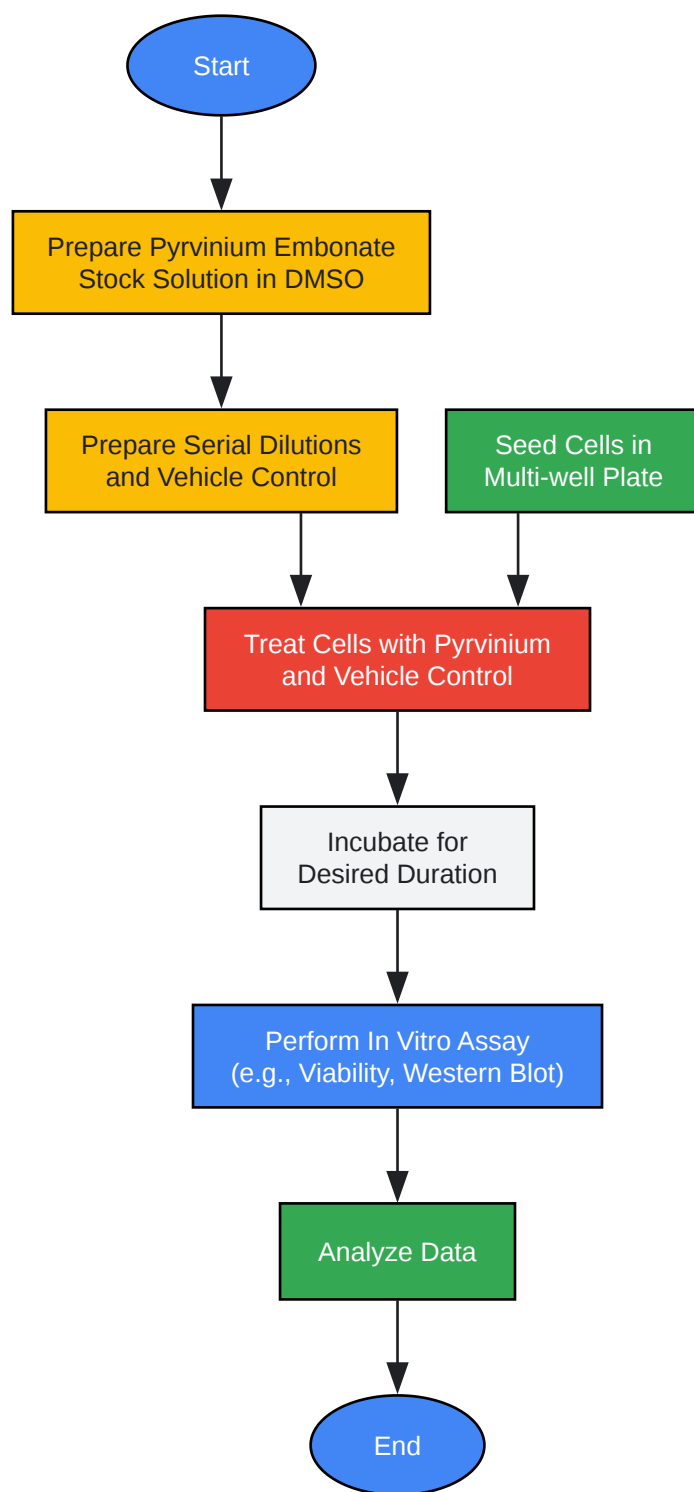 Start
Prepare Pyrvinium Embonate
Stock Solution in DMSO
Prepare Serial Dilutions
and Vehicle Control
Seed Cells in
Multi-well Plate
Treat Cells with Pyrvinium
and Vehicle Control
Incubate for
Desired Duration
Perform In Vitro Assay
(e.g., Viability, Western Blot)
Analyze Data
End